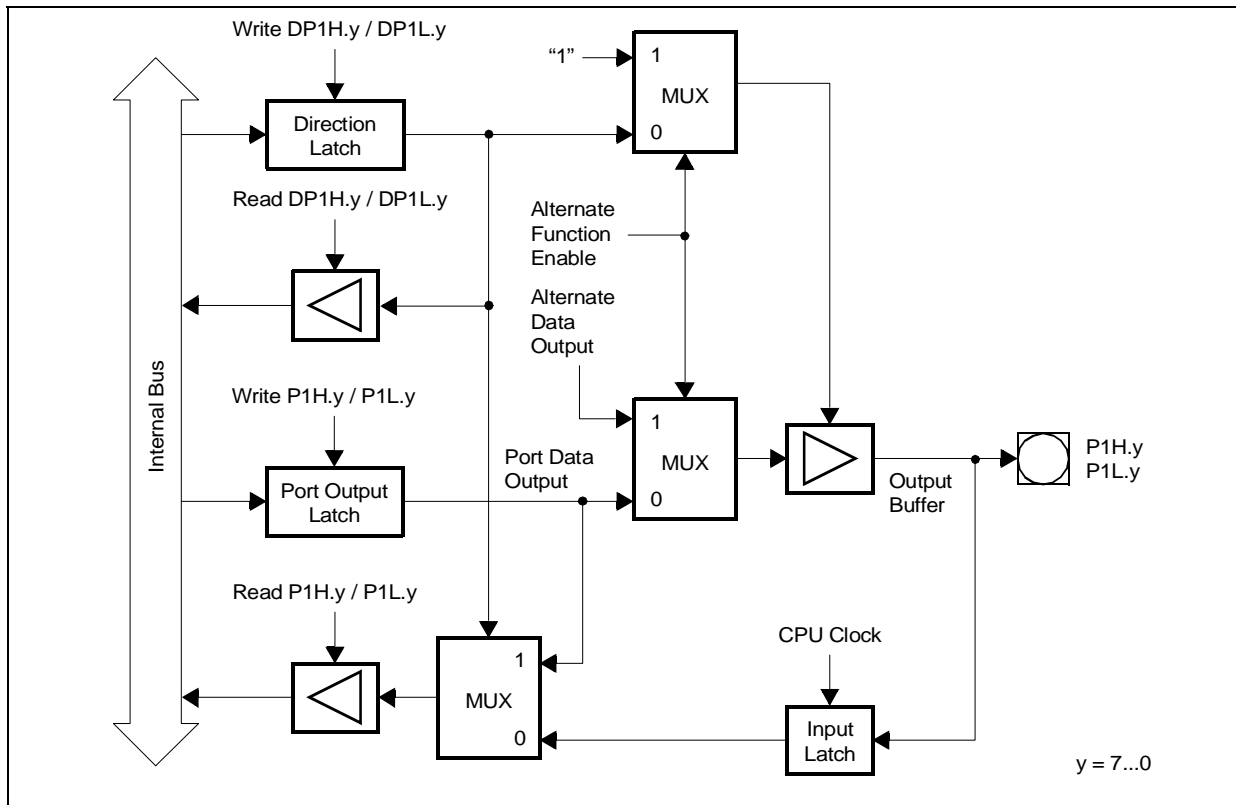 Write DP1H.y / DP1L.y
“1”
1
MUX
0
Direction
Latch
Read DP1H.y / DP1L.y
Alternate
Function
Enable
Alternate
Data
Output
Internal Bus
Write P1H.y / P1L.y
1
MUX
0
Port Data
Output
Port Output
Latch
Output
Buffer
P1H.y
P1L.y
Read P1H.y / P1L.y
CPU Clock
1
MUX
0
Input
Latch
y = 7...0